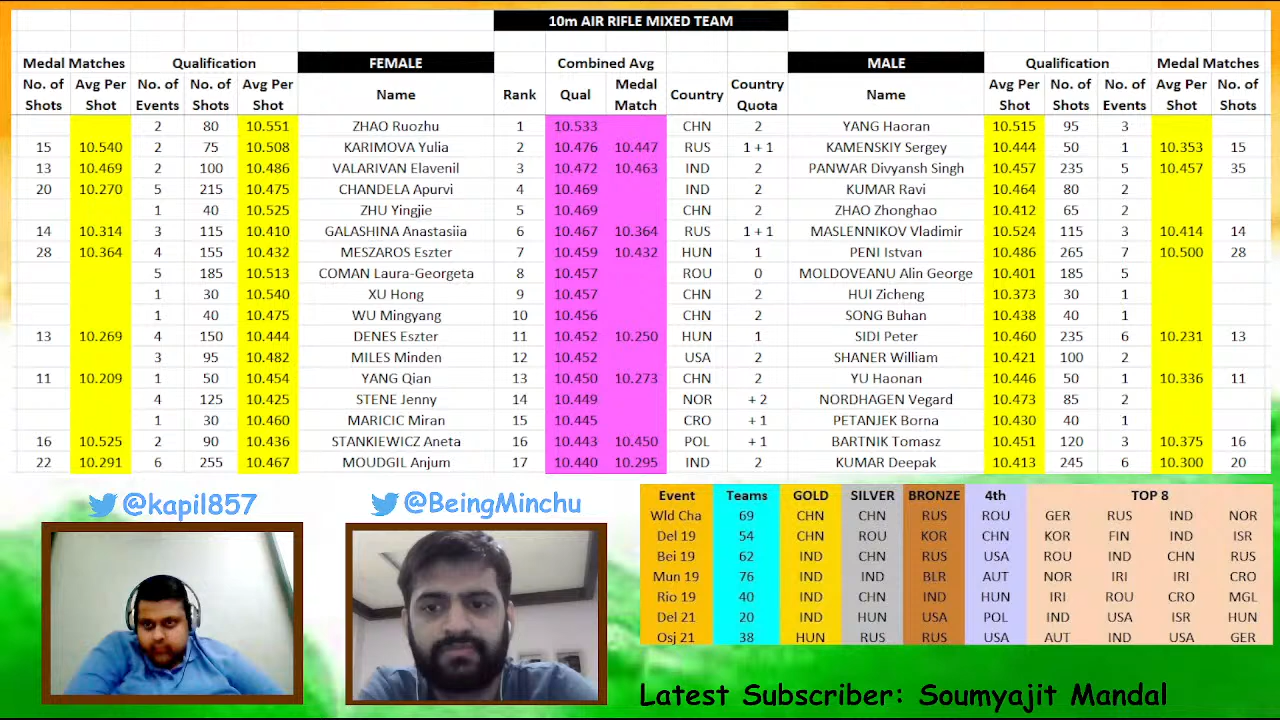 10m AIR RIFLE MIXED TEAM
Medal Matches Qualification FEMALE Combined Avg MALE Qualification Medal Matches
No. of Shots Avg Per Shot No. of Events No. of Shots Avg Per Shot Name Rank Qual Medal Match Country Country Quota Name Avg Per Shot No. of Shots No. of Events Avg Per Shot No. of Shots
2 80 10.551 ZHAO Ruozhu 1 10.533 CHN 2 YANG Haoran 10.515 95 3
15 10.540 2 75 10.508 KARIMOVA Yulia 2 10.476 10.447 RUS 1 + 1 KAMENSKIY Sergey 10.444 50 1 10.353 15
13 10.469 2 100 10.486 VALARIVAN Elavenil 3 10.472 10.463 IND 2 PANWAR Divyansh Singh 10.457 235 5 10.457 35
20 10.270 5 215 10.475 CHANDELA Apurvi 4 10.469 IND 2 KUMAR Ravi 10.464 80 2
1 40 10.525 ZHU Yingjie 5 10.469 CHN 2 ZHAO Zhonghao 10.412 65 2
14 10.314 3 115 10.410 GALASHINA Anastasiia 6 10.467 10.364 RUS 1 + 1 MASLENNIKOV Vladimir 10.524 115 3 10.414 14
28 10.364 4 155 10.432 MESZAROS Eszter 7 10.459 10.432 HUN 1 PENI Istvan 10.486 265 7 10.500 28
5 185 10.513 COMAN Laura-Georgeta 8 10.457 ROU 0 MOLDOVEANU Alin George 10.401 185 5
1 30 10.540 XU Hong 9 10.457 CHN 2 HUI Zicheng 10.373 30 1
1 40 10.475 WU Mingyang 10 10.456 CHN 2 SONG Buhan 10.438 40 1
13 10.269 4 150 10.444 DENES Eszter 11 10.452 10.250 HUN 1 SIDI Peter 10.460 235 6 10.231 13
3 95 10.482 MILES Minden 12 10.452 USA 2 SHANER William 10.421 100 2
11 10.209 1 50 10.454 YANG Qian 13 10.450 10.273 CHN 2 YU Haonan 10.446 50 1 10.336 11
4 125 10.425 STENE Jenny 14 10.449 NOR + 2 NORDHAGEN Vegard 10.473 85 2
1 30 10.460 MARICIC Miran 15 10.445 CRO + 1 PETANJEK Borna 10.430 40 1
16 10.525 2 90 10.436 STANKIEWICZ Aneta 16 10.443 10.450 POL + 1 BARTNIK Tomasz 10.451 120 3 10.375 16
22 10.291 6 255 10.467 MOUDGIL Anjum 17 10.440 10.295 IND 2 KUMAR Deepak 10.413 245 6 10.300 20
@kapil857 @BeingMinchu
Event Teams GOLD SILVER BRONZE 4th TOP 8
Wld Cha 69 CHN CHN RUS ROU GER RUS IND NOR
Del 19 54 CHN ROU KOR CHN KOR FIN IND ISR
Bei 19 62 IND CHN RUS USA ROU IND CHN RUS
Mun 19 76 IND IND BLR AUT NOR IRI IRI CRO
Rio 19 40 IND CHN IND HUN IRI ROU CRO MGL
Del 21 20 IND HUN USA POL IND USA ISR HUN
Osj 21 38 HUN RUS RUS USA AUT IND USA GER
Latest Subscriber: Soumyajit Mandal